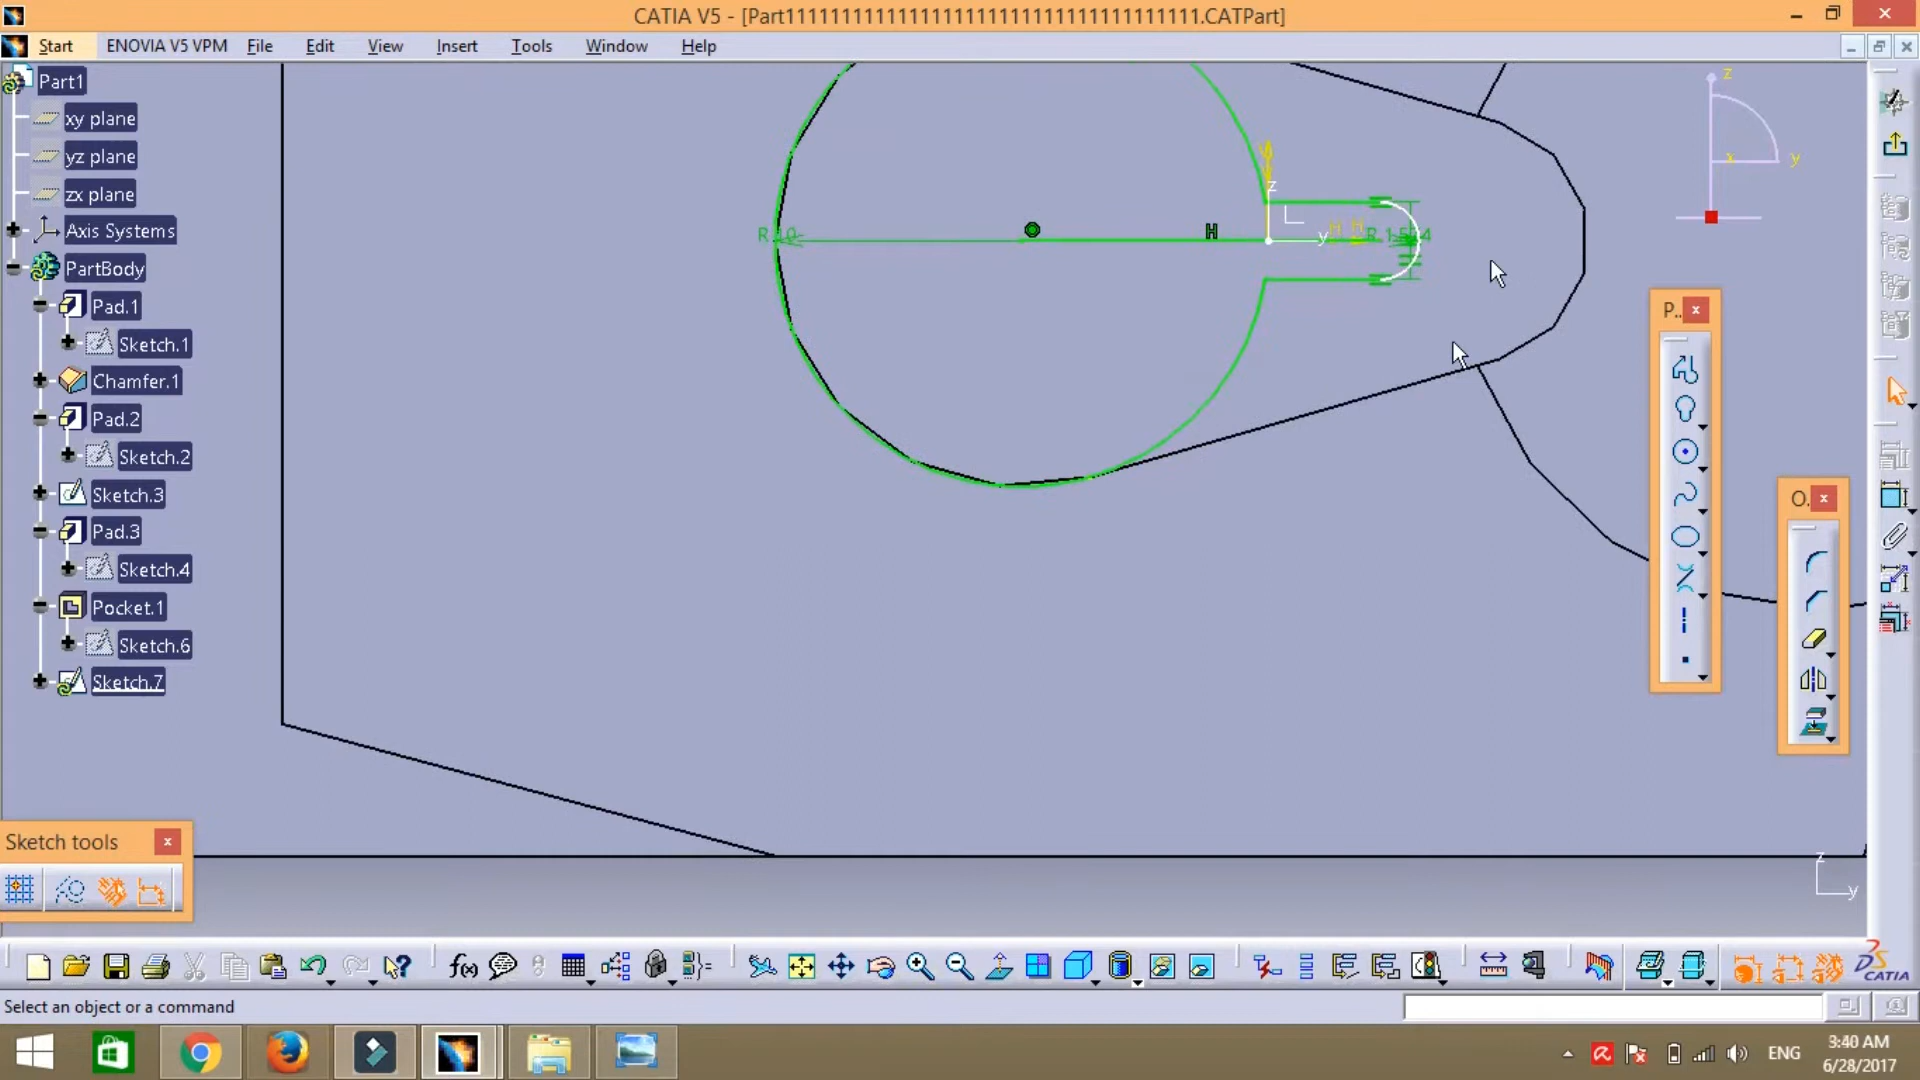 CATIA V5 - [Part1111111111111111111111111111111111111.CATPart]
Start ENOVIA V5 VPM File Edit View Insert Tools Window Help
Part1
xy plane
yz plane
zx plane
Axis Systems
PartBody
Pad.1
Sketch.1
Chamfer.1
Pad.2
Sketch.2
Sketch.3
Pad.3
Sketch.4
Pocket.1
Sketch.6
Sketch.7
R 10
H
z
y
z
y
x
P..
O.
Sketch tools
z
y
f(x)
CATIA
Select an object or a command
ENG
3:40 AM
6/28/2017